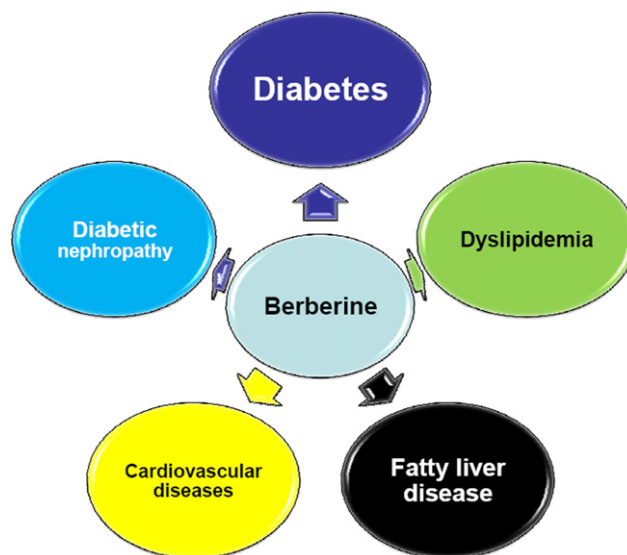 Diabetes
Diabetic
nephropathy
Dyslipidemia
Berberine
Cardiovascular
diseases
Fatty liver
disease